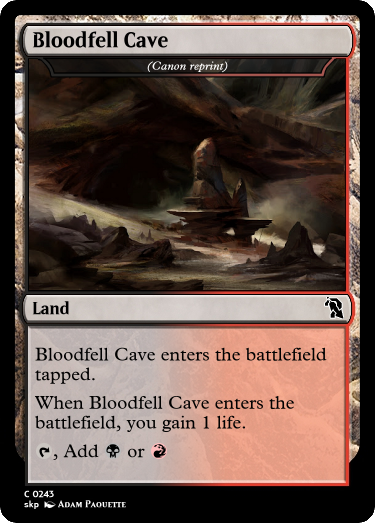 Bloodfell Cave
(Canon reprint)
Land
Bloodfell Cave enters the battlefield
tapped.
When Bloodfell Cave enters the
battlefield, you gain 1 life.
, Add or
C 0243
skp Adam Paquette